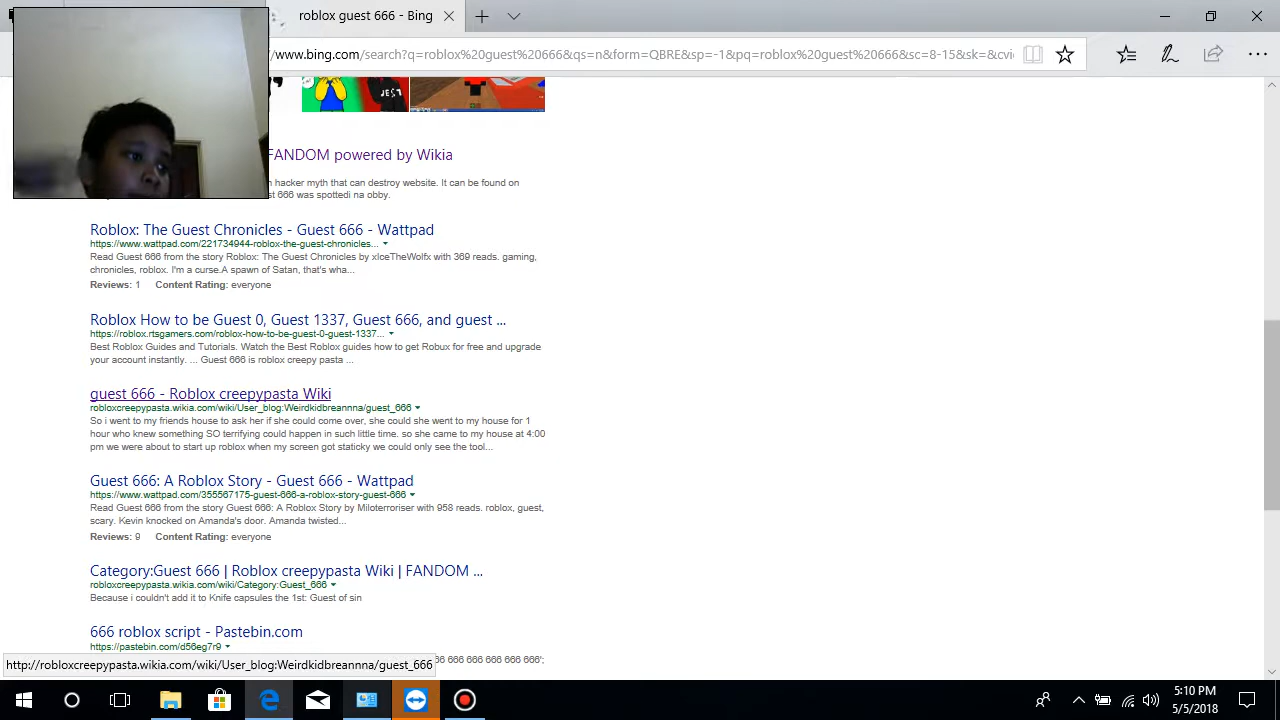 roblox guest 666 - Bing
/www.bing.com/search?q=roblox%20guest%20666&qs=n&form=QBRE&sp=-1&pq=roblox%20guest%20666&sc=8-15&sk=&cvi
JEST
FANDOM powered by Wikia
n hacker myth that can destroy website. It can be found on
st 666 was spottedi na obby.
Roblox: The Guest Chronicles - Guest 666 - Wattpad
https://www.wattpad.com/221734944-roblox-the-guest-chronicles...
Read Guest 666 from the story Roblox: The Guest Chronicles by xIceTheWolfx with 369 reads. gaming,
chronicles, roblox. I'm a curse.A spawn of Satan, that's wha...
Reviews: 1 Content Rating: everyone
Roblox How to be Guest 0, Guest 1337, Guest 666, and guest ...
https://roblox.rtsgamers.com/roblox-how-to-be-guest-0-guest-1337...
Best Roblox Guides and Tutorials. Watch the Best Roblox guides how to get Robux for free and upgrade
your account instantly. ... Guest 666 is roblox creepy pasta ...
guest 666 - Roblox creepypasta Wiki
robloxcreepypasta.wikia.com/wiki/User_blog:Weirdkidbreannna/guest_666
So i went to my friends house to ask her if she could come over, she could she went to my house for 1
hour who knew something SO terrifying could happen in such little time. so she came to my house at 4:00
pm we were about to start up roblox when my screen got staticky we could only see the tool...
Guest 666: A Roblox Story - Guest 666 - Wattpad
https://www.wattpad.com/355567175-guest-666-a-roblox-story-guest-666
Read Guest 666 from the story Guest 666: A Roblox Story by Miloterroriser with 958 reads. roblox, guest,
scary. Kevin knocked on Amanda's door. Amanda twisted...
Reviews: 9 Content Rating: everyone
Category:Guest 666 | Roblox creepypasta Wiki | FANDOM ...
robloxcreepypasta.wikia.com/wiki/Category:Guest_666
Because i couldn't add it to Knife capsules the 1st: Guest of sin
666 roblox script - Pastebin.com
https://pastebin.com/d56eg7r9
666 666 666 666 666 666';
http://robloxcreepypasta.wikia.com/wiki/User_blog:Weirdkidbreannna/guest_666
5:10 PM
5/5/2018